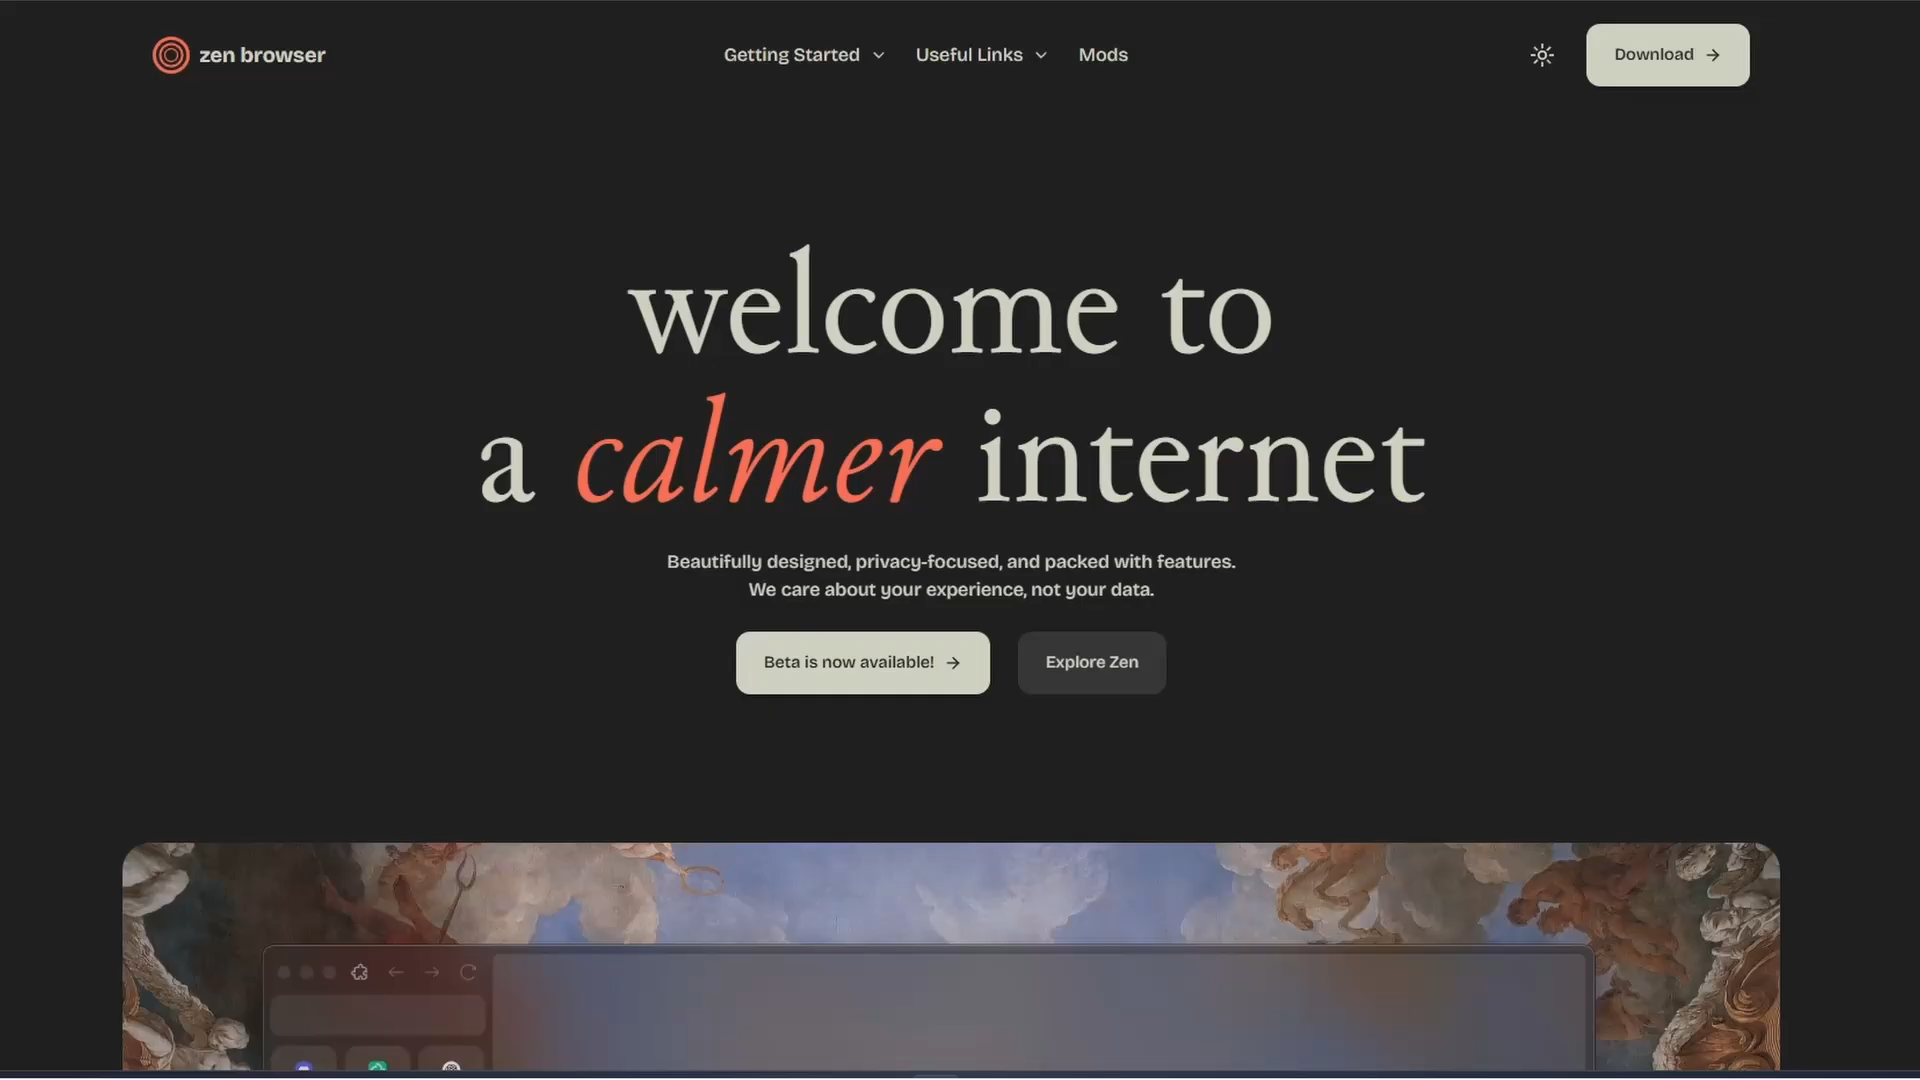 zen browser
Getting Started
Useful Links
Mods
Download
welcome to
a calmer internet
Beautifully designed, privacy-focused, and packed with features.
We care about your experience, not your data.
Beta is now available!
Explore Zen